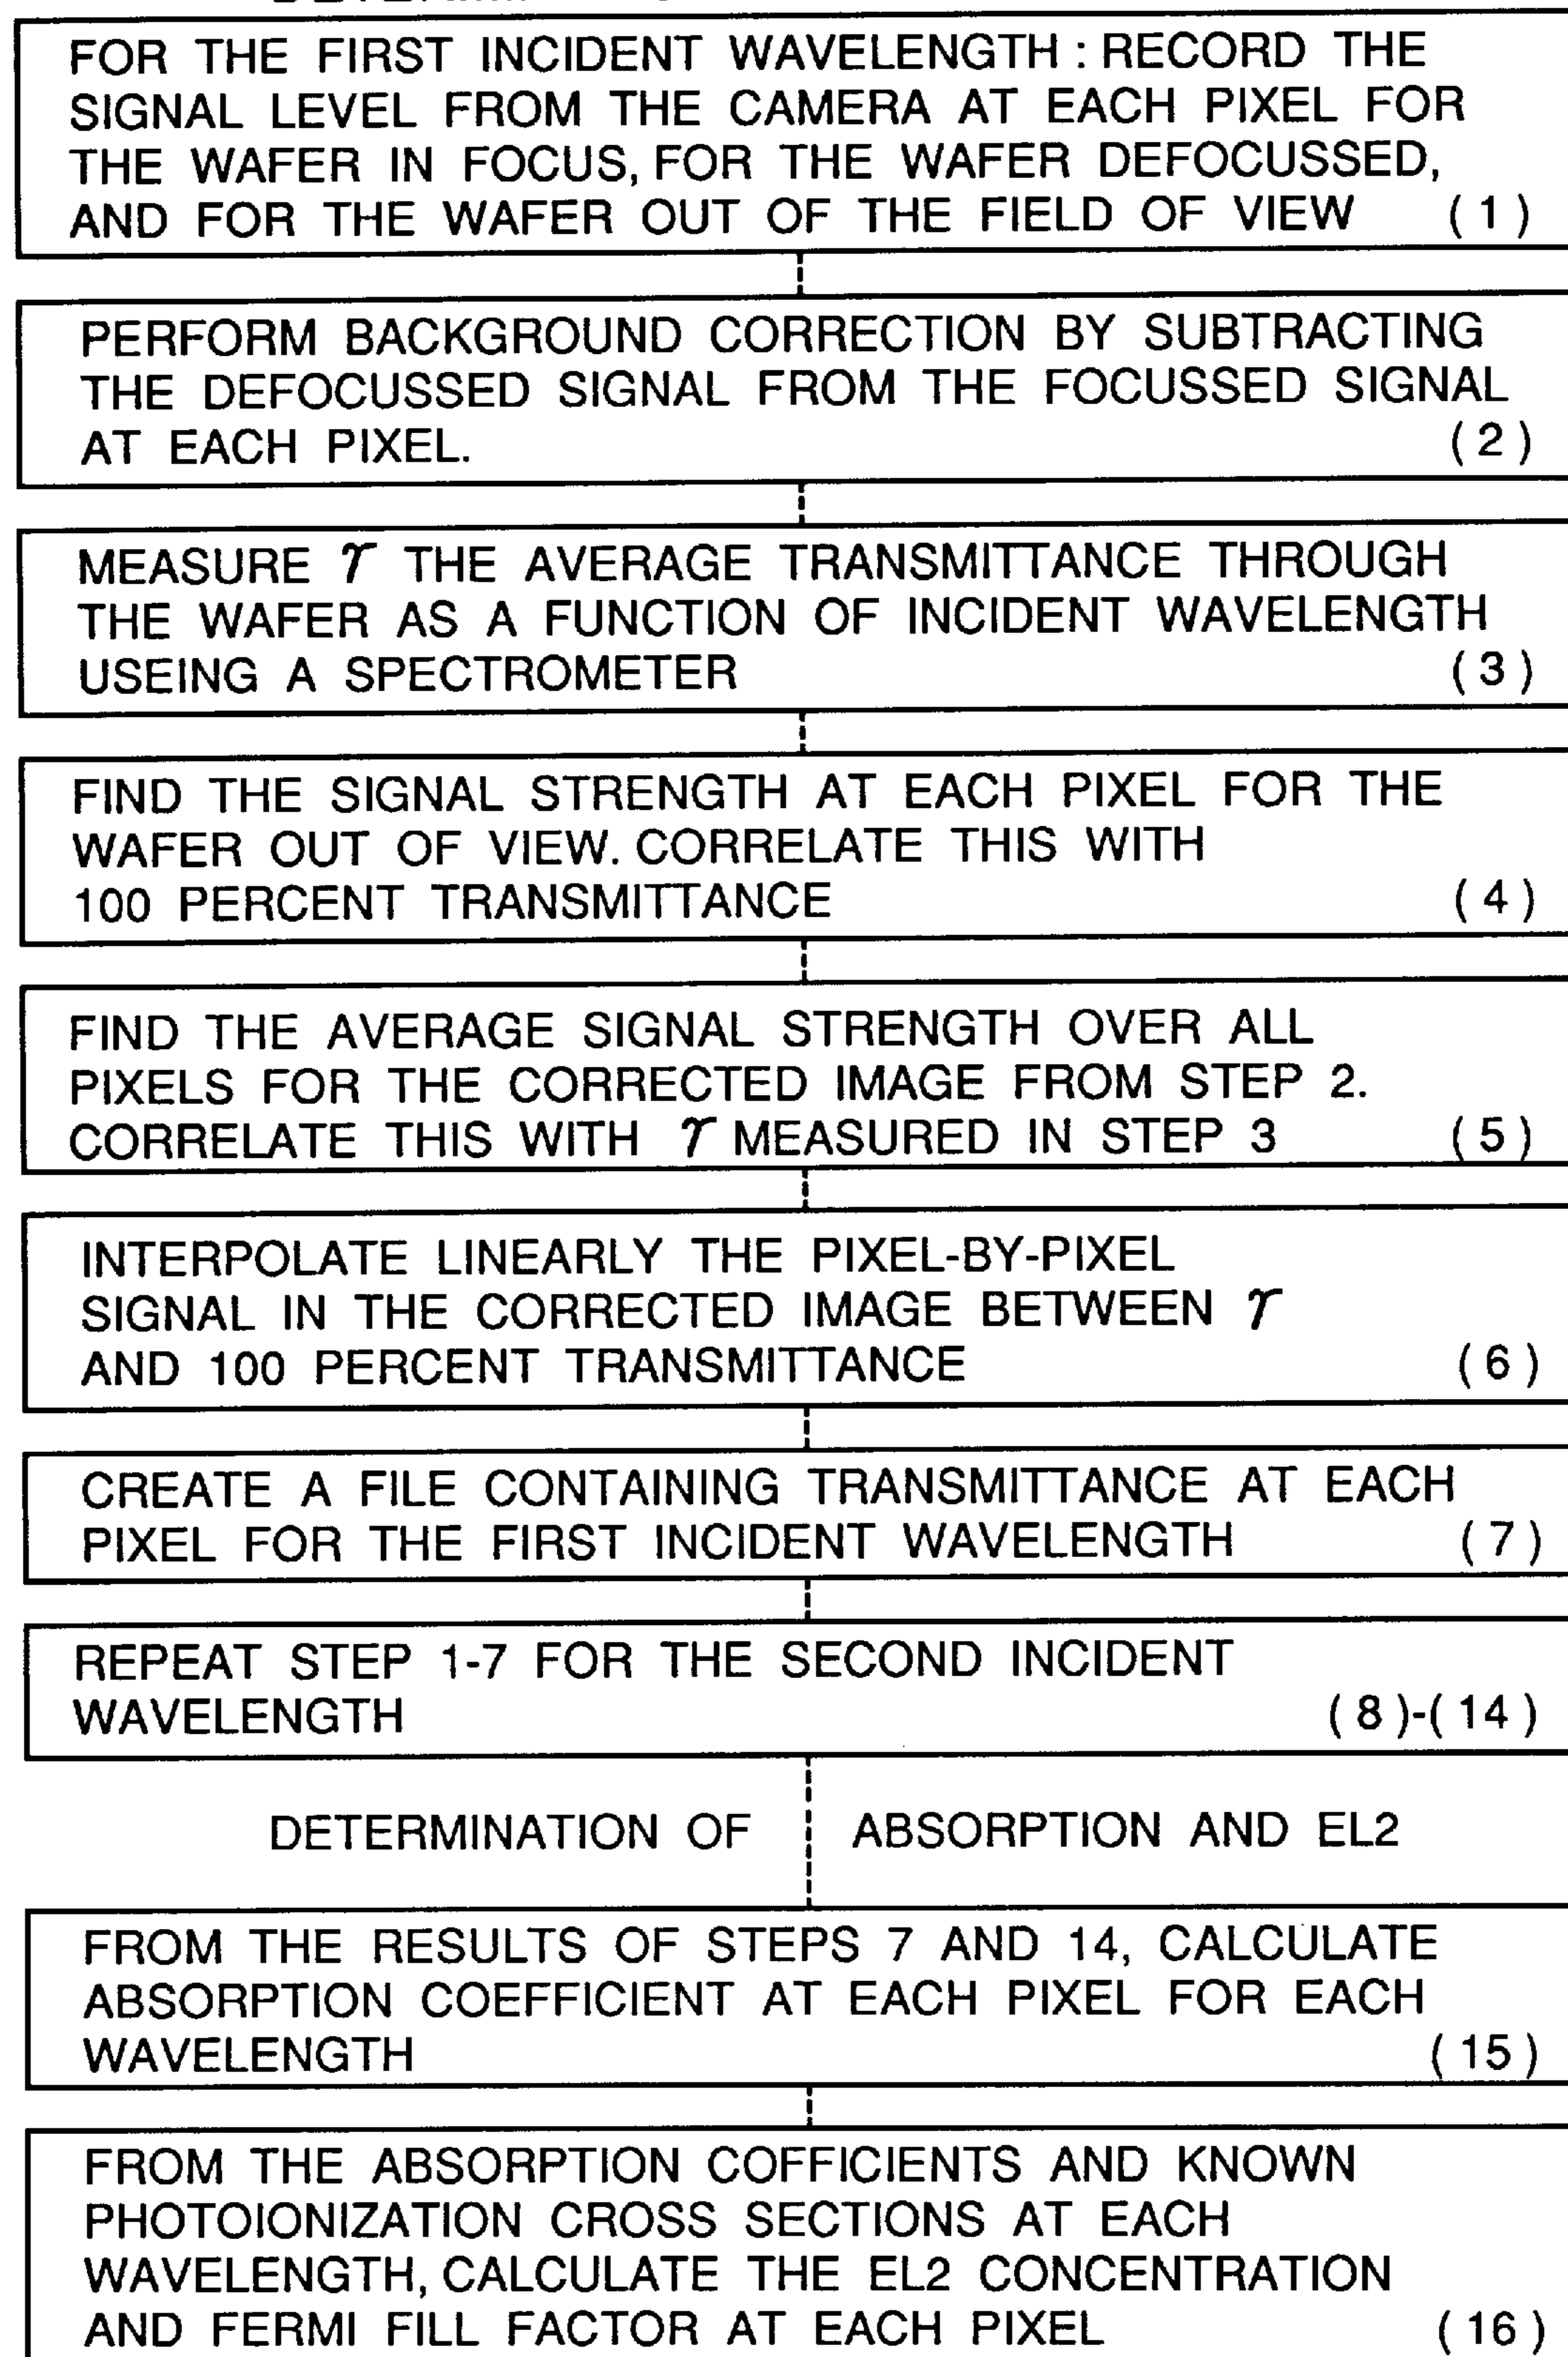 FOR THE FIRST INCIDENT WAVELENGTH : RECORD THE
SIGNAL LEVEL FROM THE CAMERA AT EACH PIXEL FOR
THE WAFER IN FOCUS, FOR THE WAFER DEFOCUSSED,
AND FOR THE WAFER OUT OF THE FIELD OF VIEW (1)
PERFORM BACKGROUND CORRECTION BY SUBTRACTING
THE DEFOCUSSED SIGNAL FROM THE FOCUSSED SIGNAL
AT EACH PIXEL. (2)
MEASURE 𝒯 THE AVERAGE TRANSMITTANCE THROUGH
THE WAFER AS A FUNCTION OF INCIDENT WAVELENGTH
USEING A SPECTROMETER (3)
FIND THE SIGNAL STRENGTH AT EACH PIXEL FOR THE
WAFER OUT OF VIEW. CORRELATE THIS WITH
100 PERCENT TRANSMITTANCE (4)
FIND THE AVERAGE SIGNAL STRENGTH OVER ALL
PIXELS FOR THE CORRECTED IMAGE FROM STEP 2.
CORRELATE THIS WITH 𝒯 MEASURED IN STEP 3 (5)
INTERPOLATE LINEARLY THE PIXEL-BY-PIXEL
SIGNAL IN THE CORRECTED IMAGE BETWEEN 𝒯
AND 100 PERCENT TRANSMITTANCE (6)
CREATE A FILE CONTAINING TRANSMITTANCE AT EACH
PIXEL FOR THE FIRST INCIDENT WAVELENGTH (7)
REPEAT STEP 1-7 FOR THE SECOND INCIDENT
WAVELENGTH (8)-(14)
DETERMINATION OF ABSORPTION AND EL2
FROM THE RESULTS OF STEPS 7 AND 14, CALCULATE
ABSORPTION COEFFICIENT AT EACH PIXEL FOR EACH
WAVELENGTH (15)
FROM THE ABSORPTION COFFICIENTS AND KNOWN
PHOTOIONIZATION CROSS SECTIONS AT EACH
WAVELENGTH, CALCULATE THE EL2 CONCENTRATION
AND FERMI FILL FACTOR AT EACH PIXEL (16)